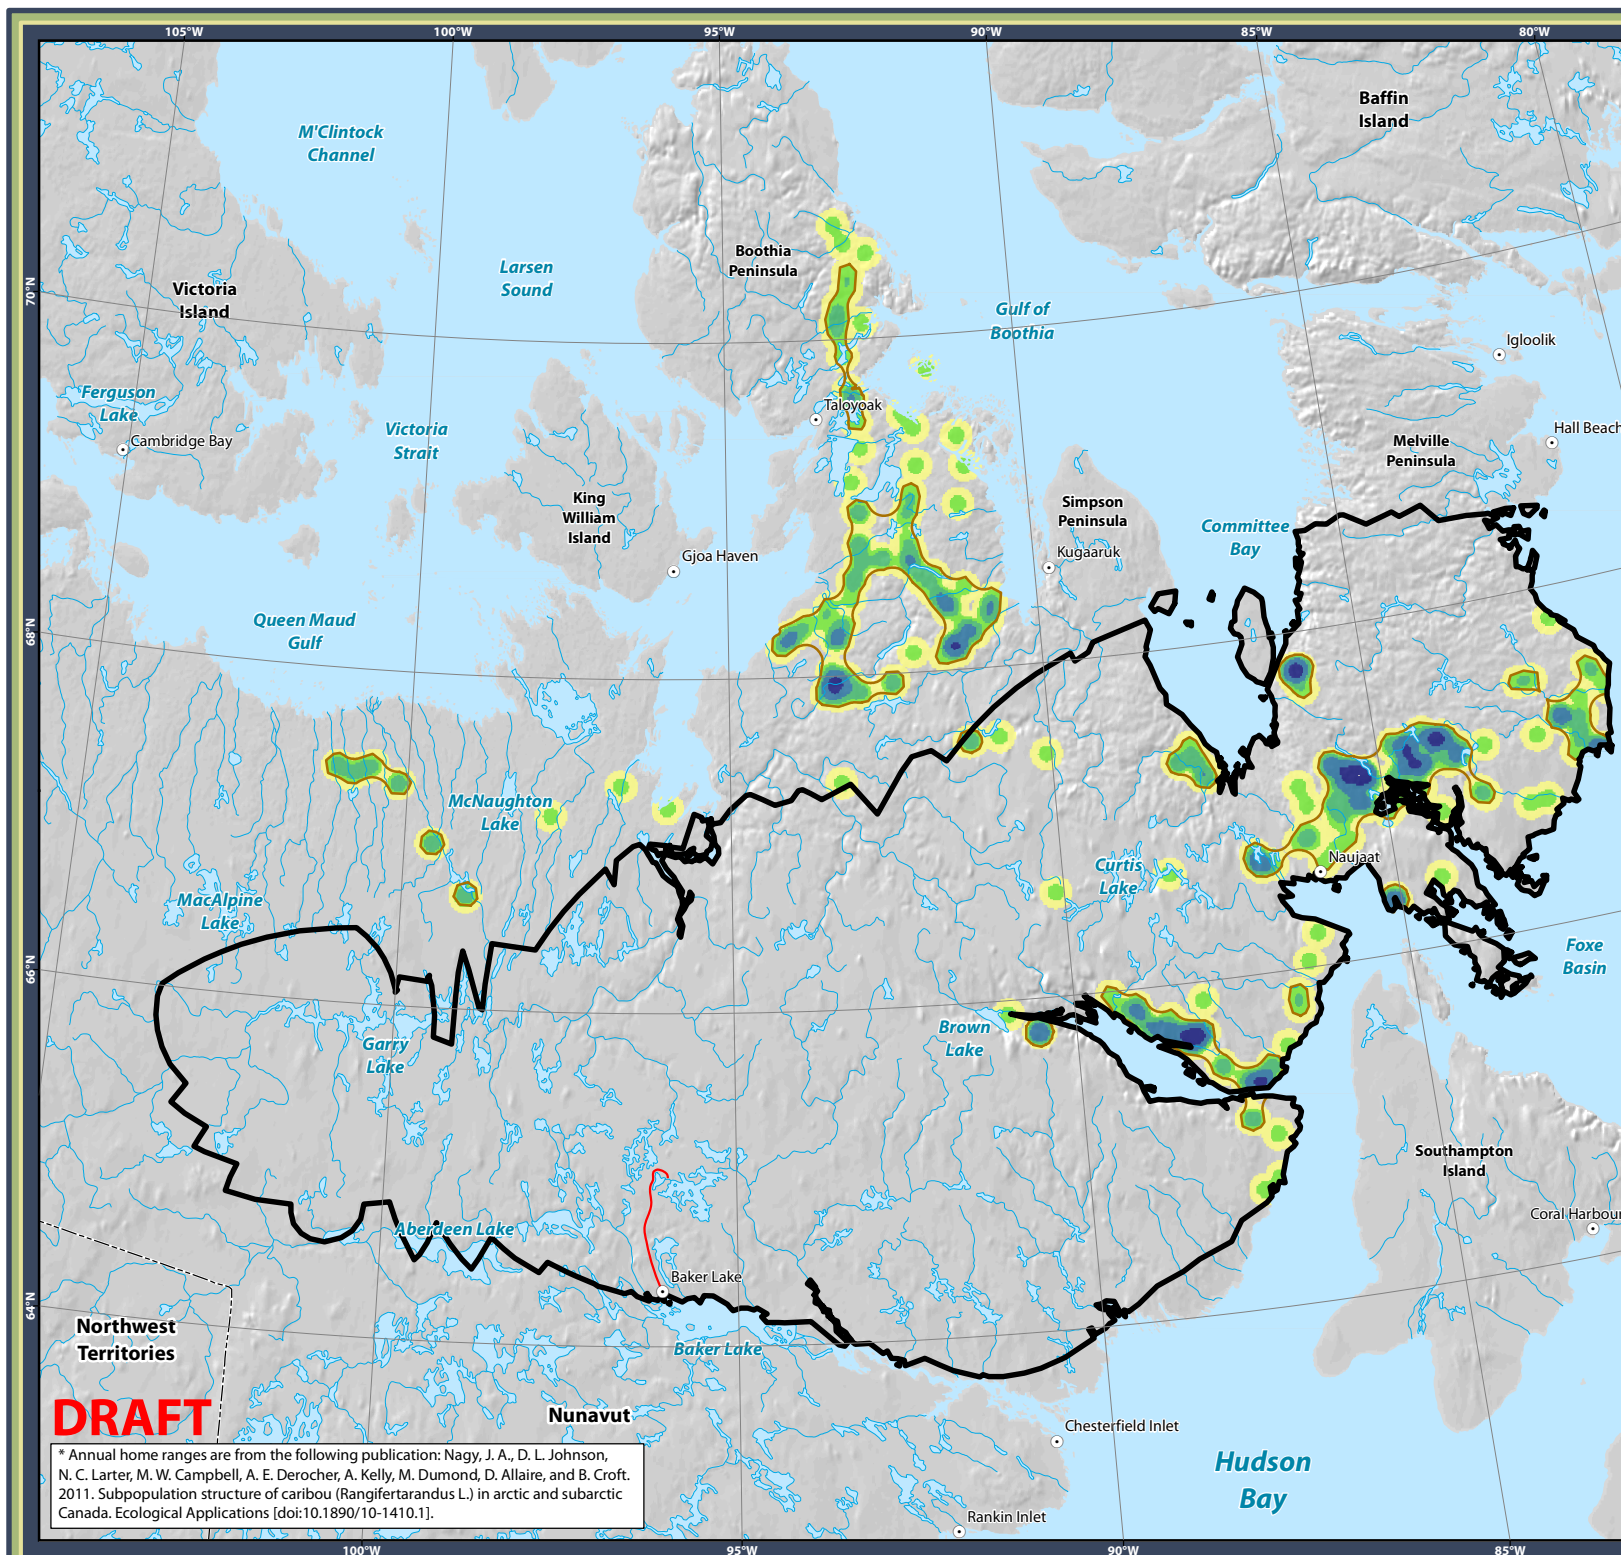 105°W
100°W
95°W
90°W
85°W
80°W
Baffin
Island
M'Clintock
Channel
Boothia
Peninsula
Larsen
Sound
Victoria
Island
70°N
Gulf of
Boothia
Igloolik
Ferguson
Lake
Taloyoak
Cambridge Bay
Victoria
Strait
Hall Beach
Melville
Peninsula
King
William
Island
Simpson
Peninsula
Committee
Bay
Gjoa Haven
Kugaaruk
68°N
Queen Maud
Gulf
McNaughton
Lake
Curtis
Lake
Naujaat
MacAlpine
Lake
66°N
Foxe
Basin
Garry
Lake
Brown
Lake
Southampton
Island
Aberdeen Lake
Coral Harbour
Baker Lake
64°N
Northwest
Territories
Baker Lake
DRAFT
Nunavut
Chesterfield Inlet
Hudson
Bay
* Annual home ranges are from the following publication: Nagy, J. A., D. L. Johnson,
N. C. Larter, M. W. Campbell, A. E. Derocher, A. Kelly, M. Dumond, D. Allaire, and B. Croft.
2011. Subpopulation structure of caribou (Rangifertarandus L.) in arctic and subarctic
Canada. Ecological Applications [doi:10.1890/10-1410.1].
Rankin Inlet
100°W
95°W
90°W
85°W